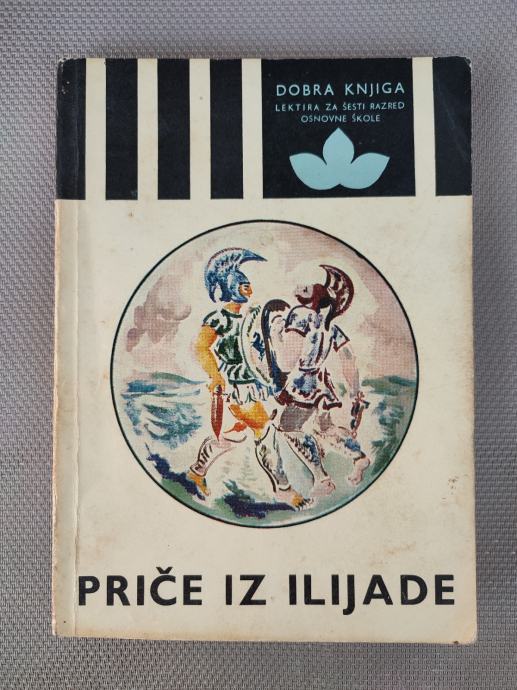 DOBRA KNJIGA
LEKTIRA ZA ŠESTI RAZRED
OSNOVNE ŠKOLE
PRIČE IZ ILIJADE